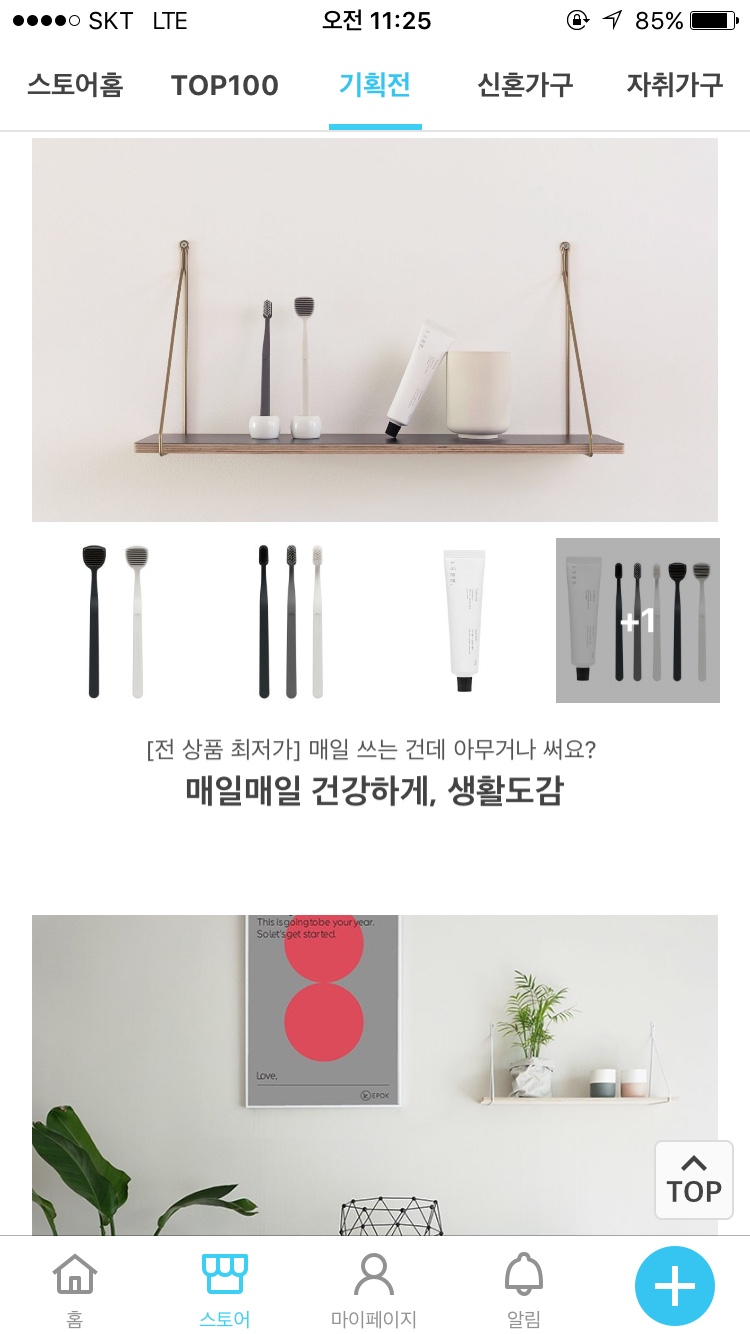 SKT LTE 오전 11:25 85%
스토어홈 TOP100 기획전 신혼가구 자취가구
+1
[전 상품 최저가] 매일 쓰는 건데 아무거나 써요?
매일매일 건강하게, 생활도감
This is going to be your year.
So let's get started.
Love,
EPOK
TOP
홈 스토어 마이페이지 알림